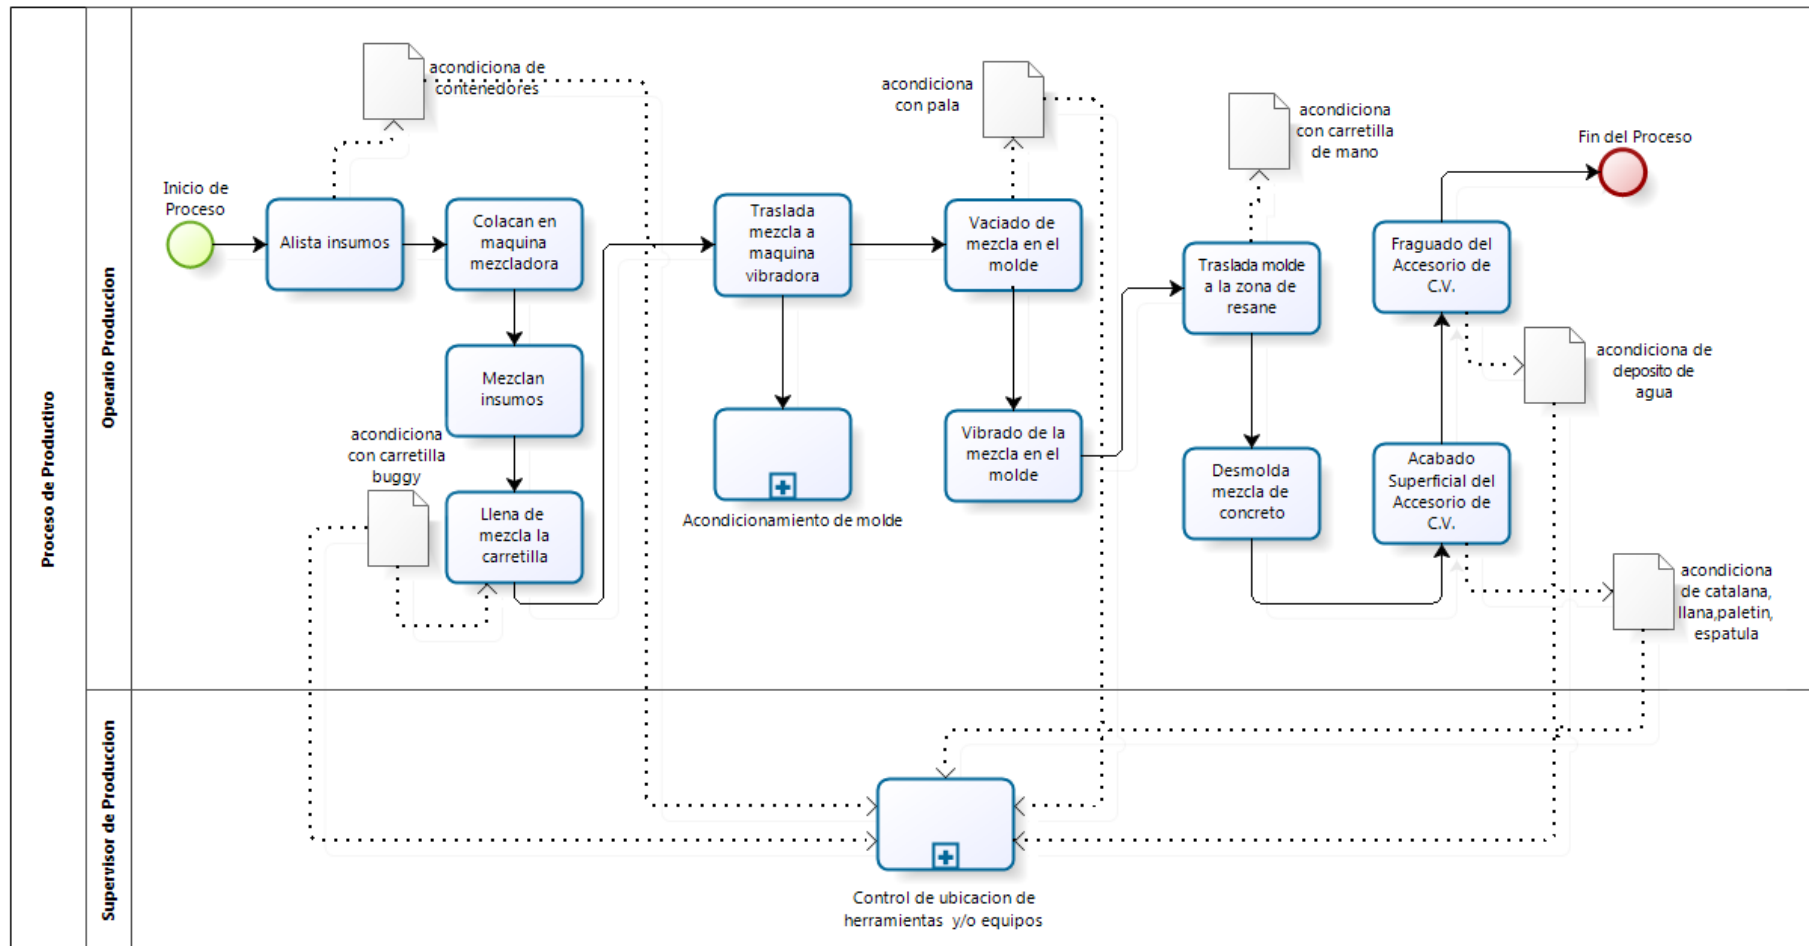 Proceso de Productivo
Operario Produccion
Supervisor de Produccion
Inicio de
Proceso
Alista insumos
acondiciona de
contenedores
Colacan en
maquina
mezcladora
Mezclan
insumos
acondiciona
con carretilla
buggy
Llena de
mezcla la
carretilla
Traslada
mezcla a
maquina
vibradora
Acondicionamiento de molde
acondiciona
con pala
Vaciado de
mezcla en el
molde
Vibrado de la
mezcla en el
molde
acondiciona
con carretilla
de mano
Traslada molde
a la zona de
resane
Desmolda
mezcla de
concreto
Fin del Proceso
Fraguado del
Accesorio de
C.V.
acondiciona de
deposito de
agua
Acabado
Superficial del
Accesorio de
C.V.
acondiciona
de catalana,
llana,paletin,
espatula
Control de ubicacion de
herramientas y/o equipos